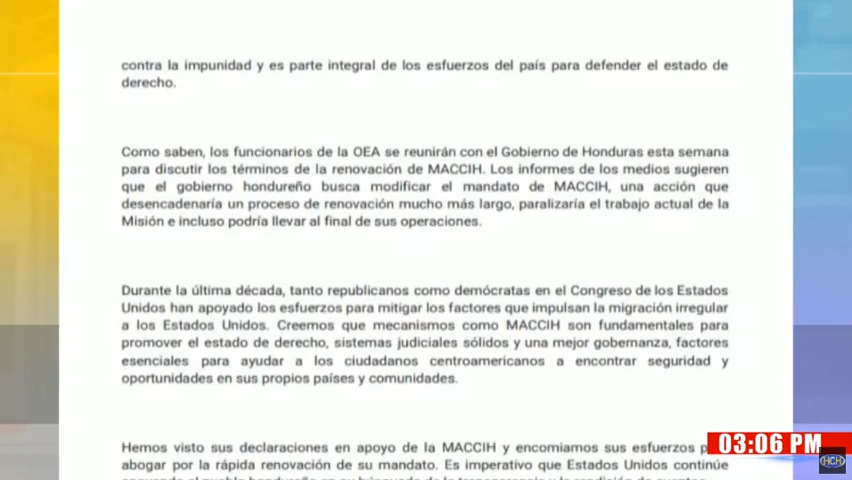 contra la impunidad y es parte integral de los esfuerzos del país para defender el estado de
derecho.
Como saben, los funcionarios de la OEA se reunirán con el Gobierno de Honduras esta semana
para discutir los términos de la renovación de MACCIH. Los informes de los medios sugieren
que el gobierno hondureño busca modificar el mandato de MACCIH, una acción que
desencadenaría un proceso de renovación mucho más largo, paralizaría el trabajo actual de la
Misión e incluso podría llevar al final de sus operaciones.
Durante la última década, tanto republicanos como demócratas en el Congreso de los Estados
Unidos han apoyado los esfuerzos para mitigar los factores que impulsan la migración irregular
a los Estados Unidos. Creemos que mecanismos como MACCIH son fundamentales para
promover el estado de derecho, sistemas judiciales sólidos y una mejor gobernanza, factores
esenciales para ayudar a los ciudadanos centroamericanos a encontrar seguridad y
oportunidades en sus propios países y comunidades.
Hemos visto sus declaraciones en apoyo de la MACCIH y encomiamos sus esfuerzos
abogar por la rápida renovación de su mandato. Es imperativo que Estados Unidos continúe
03:06 PM
HCH